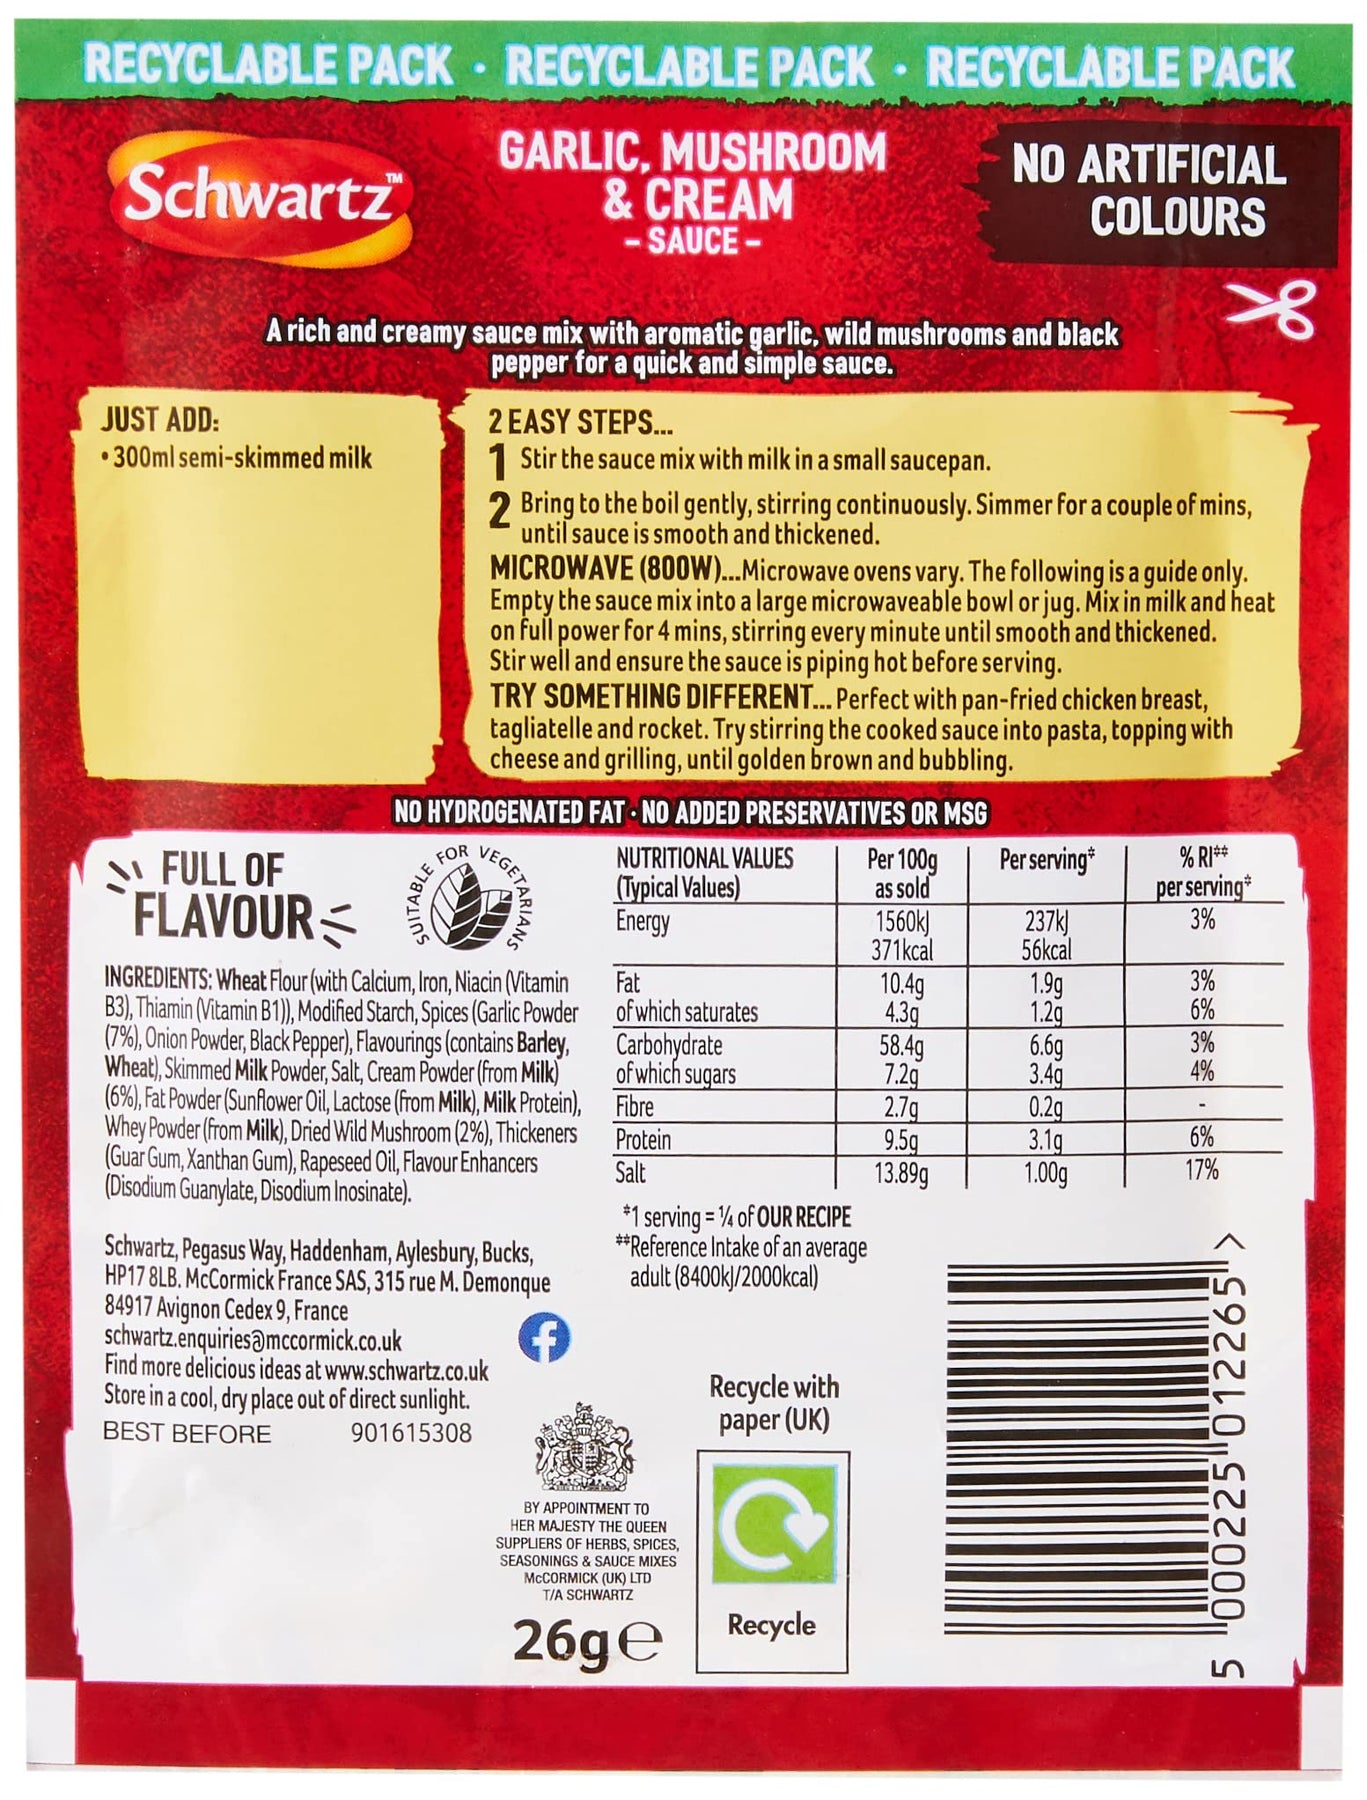 RECYCLABLE PACK · RECYCLABLE PACK · RECYCLABLE PACK
Schwartz™
GARLIC, MUSHROOM
& CREAM
- SAUCE -
NO ARTIFICIAL
COLOURS
A rich and creamy sauce mix with aromatic garlic, wild mushrooms and black
pepper for a quick and simple sauce.
JUST ADD:
• 300ml semi-skimmed milk
2 EASY STEPS...
1 Stir the sauce mix with milk in a small saucepan.
2 Bring to the boil gently, stirring continuously. Simmer for a couple of mins,
until sauce is smooth and thickened.
MICROWAVE (800W)...Microwave ovens vary. The following is a guide only.
Empty the sauce mix into a large microwaveable bowl or jug. Mix in milk and heat
on full power for 4 mins, stirring every minute until smooth and thickened.
Stir well and ensure the sauce is piping hot before serving.
TRY SOMETHING DIFFERENT... Perfect with pan-fried chicken breast,
tagliatelle and rocket. Try stirring the cooked sauce into pasta, topping with
cheese and grilling, until golden brown and bubbling.
NO HYDROGENATED FAT · NO ADDED PRESERVATIVES OR MSG
FULL OF
FLAVOUR
SUITABLE FOR VEGETARIANS
INGREDIENTS: Wheat Flour (with Calcium, Iron, Niacin (Vitamin
B3), Thiamin (Vitamin B1)), Modified Starch, Spices (Garlic Powder
(7%), Onion Powder, Black Pepper), Flavourings (contains Barley,
Wheat), Skimmed Milk Powder, Salt, Cream Powder (from Milk)
(6%), Fat Powder (Sunflower Oil, Lactose (from Milk), Milk Protein),
Whey Powder (from Milk), Dried Wild Mushroom (2%), Thickeners
(Guar Gum, Xanthan Gum), Rapeseed Oil, Flavour Enhancers
(Disodium Guanylate, Disodium Inosinate).
NUTRITIONAL VALUES Per 100g Per serving* % RI**
(Typical Values) as sold per serving*
Energy 1560kJ 237kJ 3%
371kcal 56kcal
Fat 10.4g 1.9g 3%
of which saturates 4.3g 1.2g 6%
Carbohydrate 58.4g 6.6g 3%
of which sugars 7.2g 3.4g 4%
Fibre 2.7g 0.2g -
Protein 9.5g 3.1g 6%
Salt 13.89g 1.00g 17%
*1 serving = ¼ of OUR RECIPE
**Reference Intake of an average
adult (8400kJ/2000kcal)
Schwartz, Pegasus Way, Haddenham, Aylesbury, Bucks,
HP17 8LB. McCormick France SAS, 315 rue M. Demonque
84917 Avignon Cedex 9, France
schwartz.enquiries@mccormick.co.uk
Find more delicious ideas at www.schwartz.co.uk
Store in a cool, dry place out of direct sunlight.
BEST BEFORE 901615308
f
BY APPOINTMENT TO
HER MAJESTY THE QUEEN
SUPPLIERS OF HERBS, SPICES,
SEASONINGS & SAUCE MIXES
McCORMICK (UK) LTD
T/A SCHWARTZ
26g e
Recycle with
paper (UK)
Recycle
5 000225 012265 >